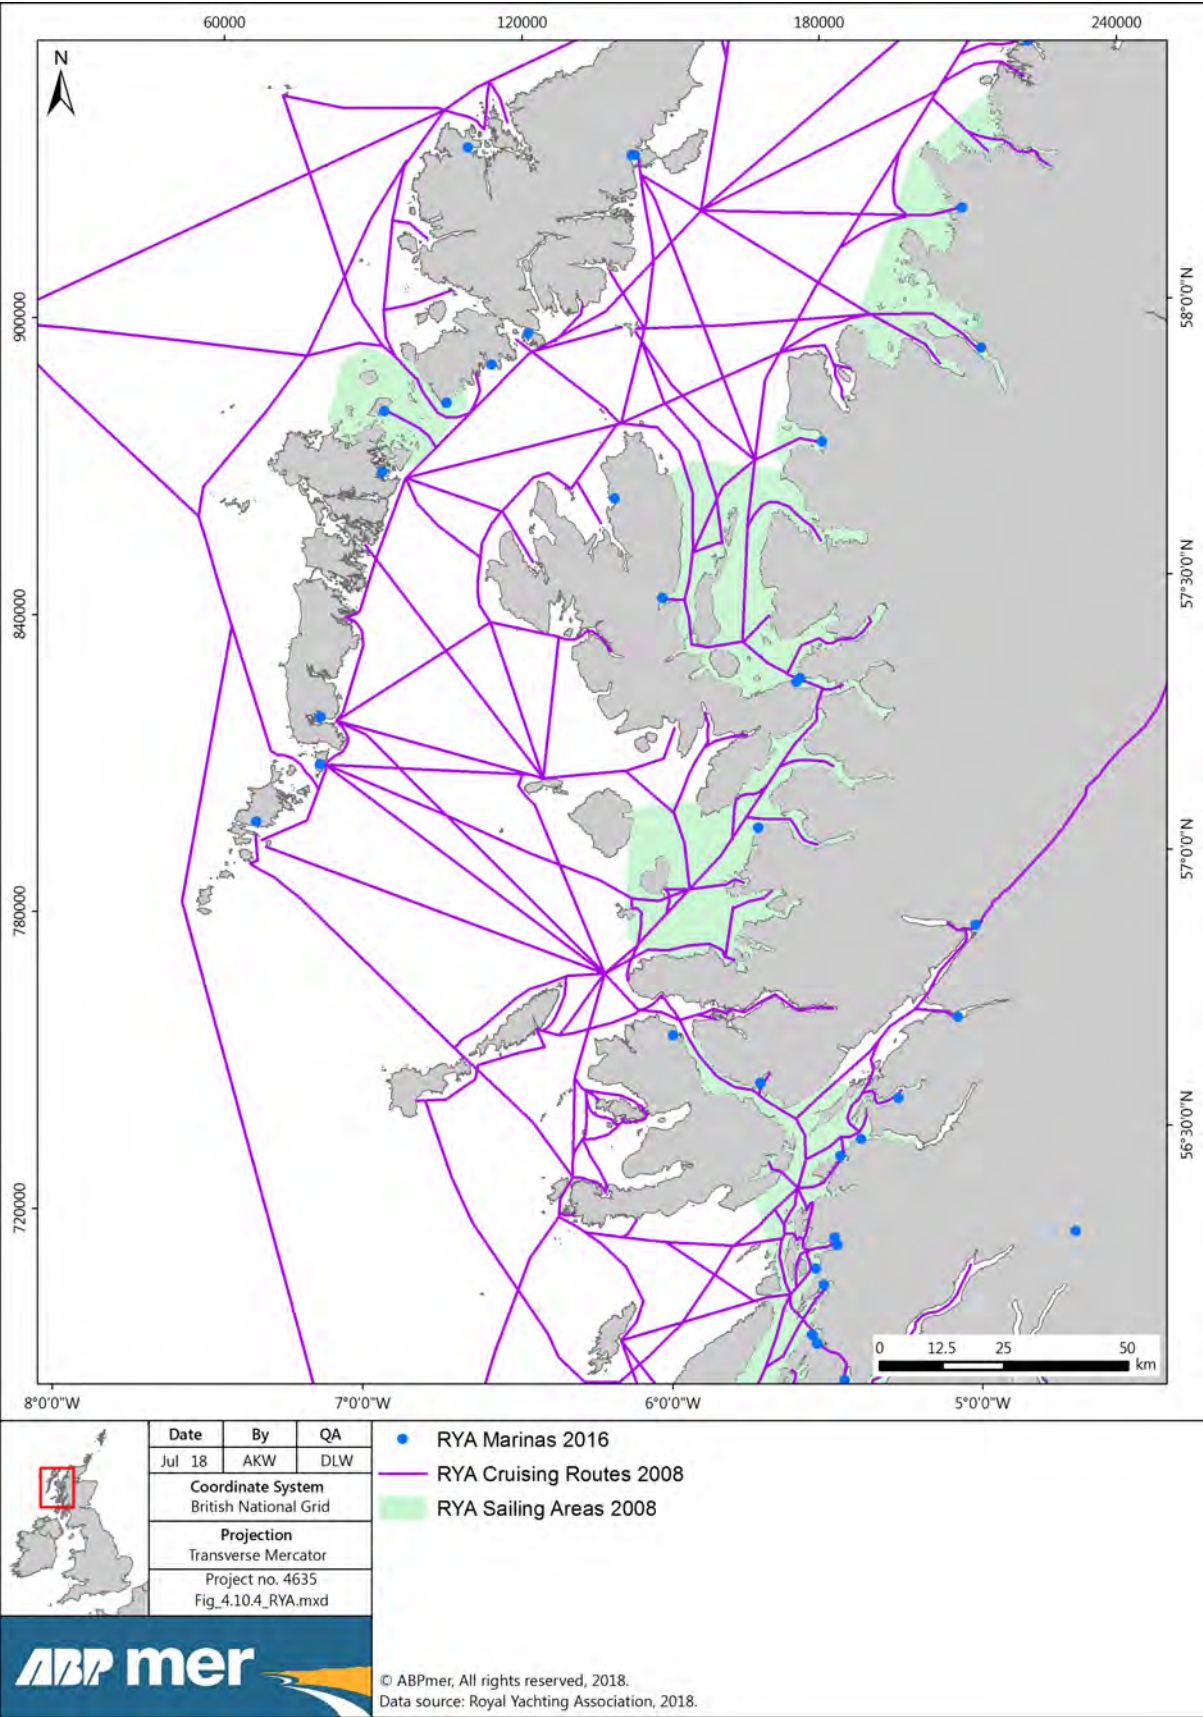 60000 120000 180000 240000
N
900000
840000
780000
720000
58°0'0"N
57°30'0"N
57°0'0"N
56°30'0"N
0 12.5 25 50
km
8°0'0"W 7°0'0"W 6°0'0"W 5°0'0"W
Date By QA
Jul 18 AKW DLW
Coordinate System
British National Grid
Projection
Transverse Mercator
Project no. 4635
Fig_4.10.4_RYA.mxd
ABP mer
RYA Marinas 2016
RYA Cruising Routes 2008
RYA Sailing Areas 2008
© ABPmer, All rights reserved, 2018.
Data source: Royal Yachting Association, 2018.